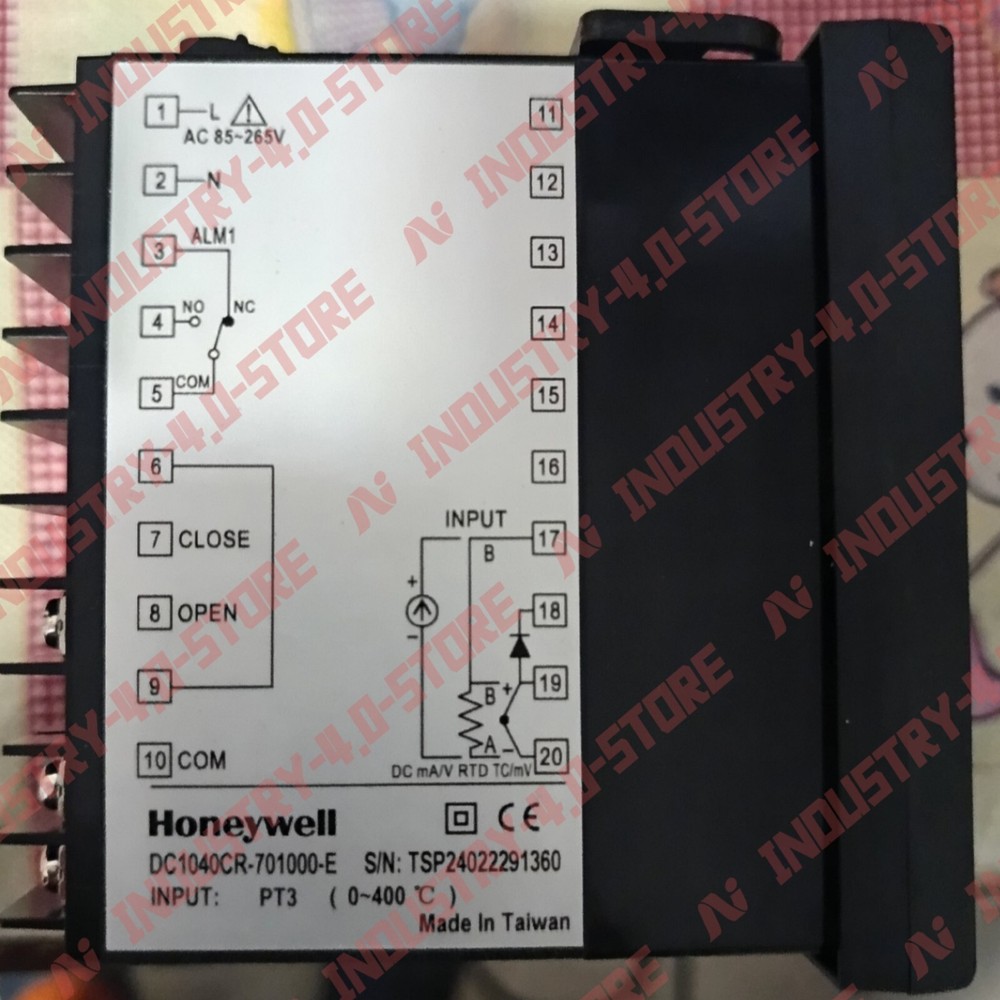 1 L
AC 85~265V
2 N
3 ALM1
4 NO NC
5 COM
6
7 CLOSE
8 OPEN
9
10 COM
11
12
13
14
15
16
INPUT
17
B
+
-
18
19
B +
A -
20
DC mA/V RTD TC/mV
Honeywell
CE
DC1040CR-701000-E S/N: TSP24022291360
INPUT: PT3 ( 0~400 ℃ )
Made In Taiwan
INDUSTRY-4.0-STORE